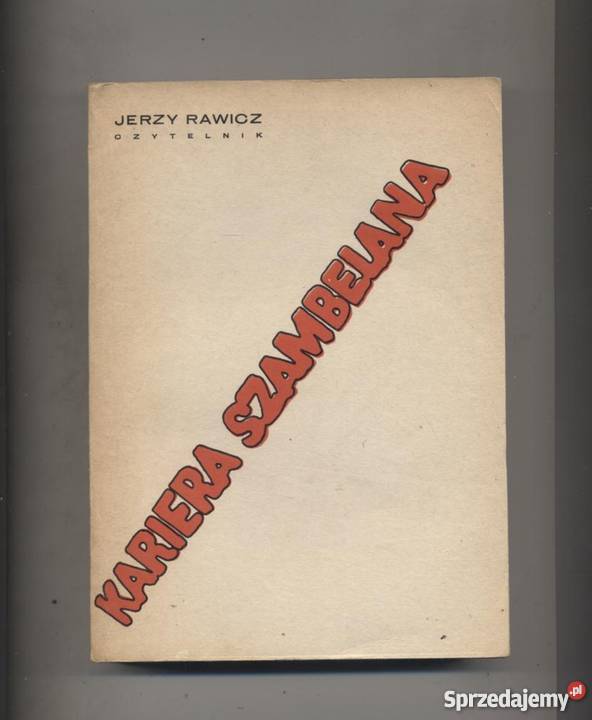 JERZY RAWICZ
CZYTELNIK
KARIERA SZAMBELANA
Sprzedajemy.pl